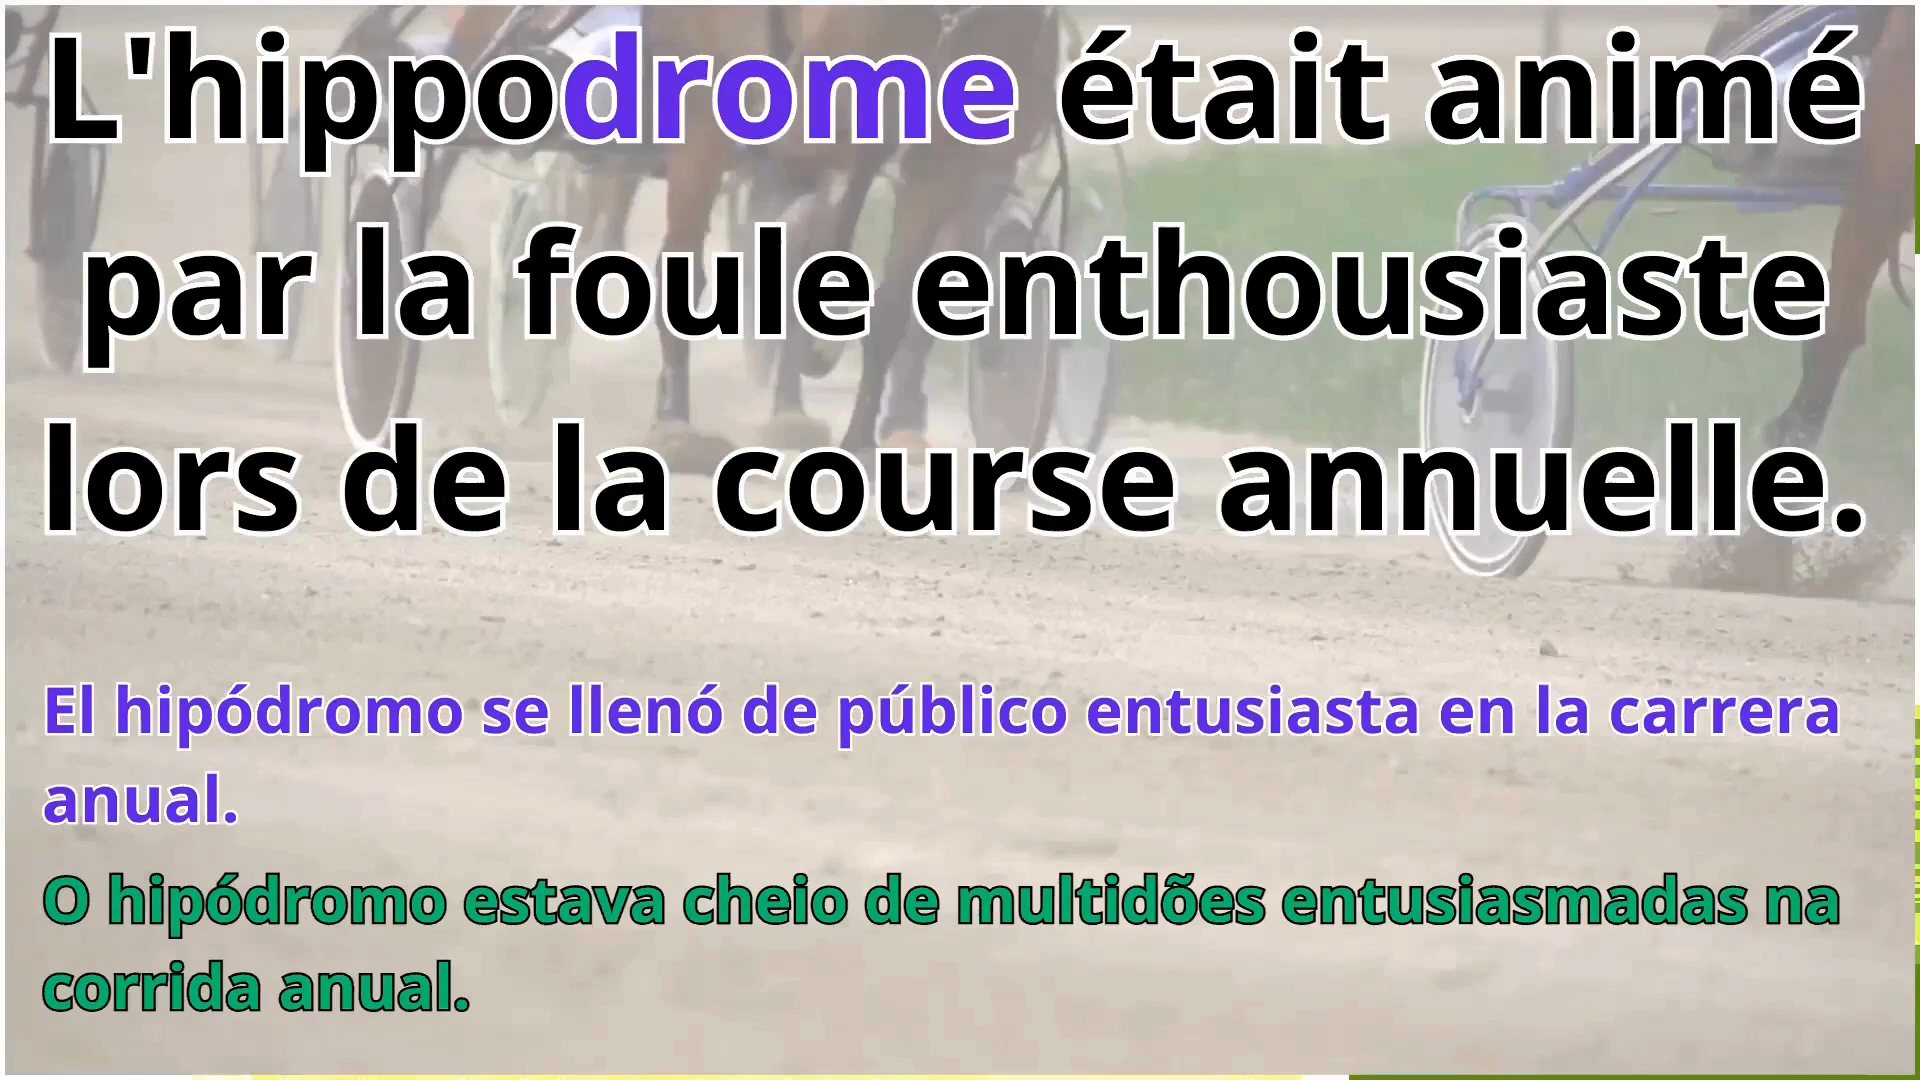 L'hippodrome était animé
par la foule enthousiaste
lors de la course annuelle.
El hipódromo se llenó de público entusiasta en la carrera
anual.
O hipódromo estava cheio de multidões entusiasmadas na
corrida anual.